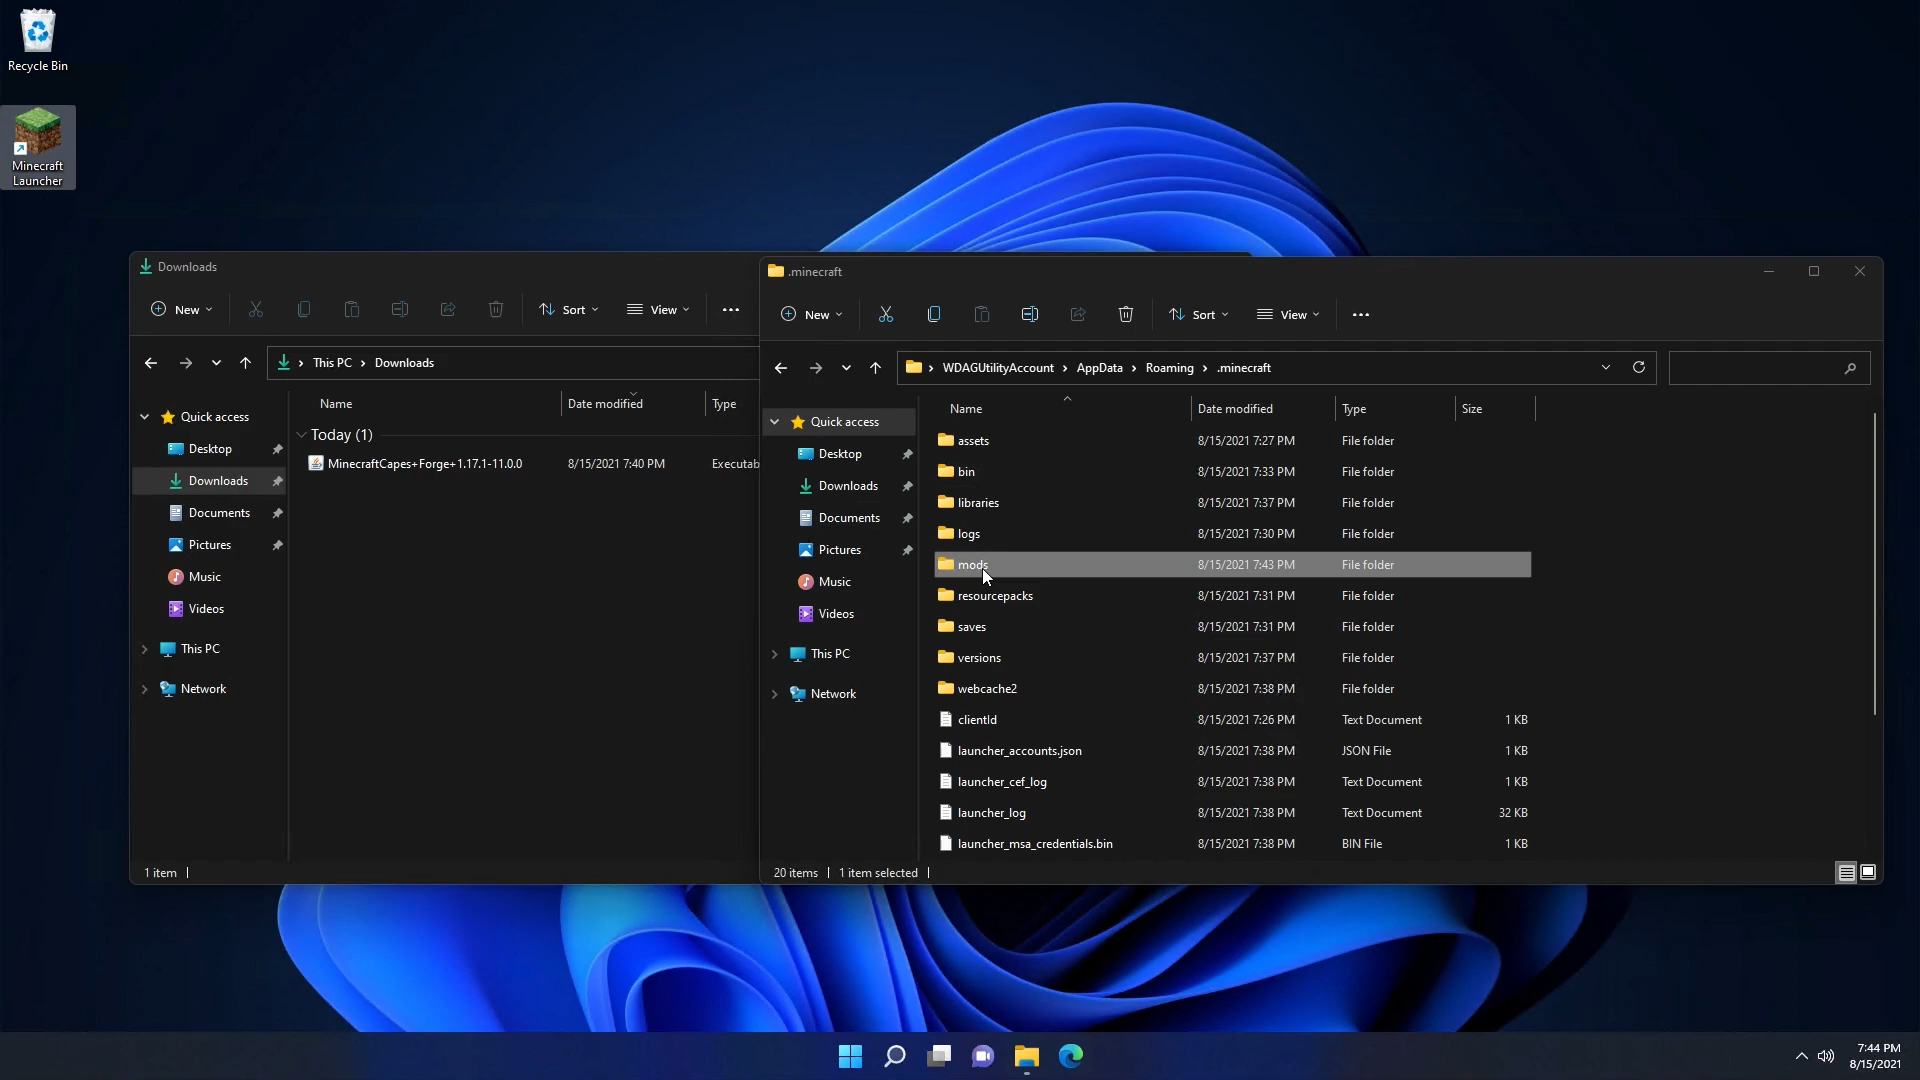 Recycle Bin
Minecraft
Launcher
Downloads
New
Sort
View
This PC
Downloads
Name
Date modified
Type
Quick access
Today (1)
Desktop
MinecraftCapes+Forge+1.17.1-11.0.0
8/15/2021 7:40 PM
Executab
Downloads
Documents
Pictures
Music
Videos
This PC
Network
1 item
.minecraft
New
Sort
View
WDAGUtilityAccount
AppData
Roaming
.minecraft
Name
Date modified
Type
Size
Quick access
Desktop
Downloads
Documents
Pictures
Music
Videos
This PC
Network
assets 8/15/2021 7:27 PM File folder
bin 8/15/2021 7:33 PM File folder
libraries 8/15/2021 7:37 PM File folder
logs 8/15/2021 7:30 PM File folder
mods 8/15/2021 7:43 PM File folder
resourcepacks 8/15/2021 7:31 PM File folder
saves 8/15/2021 7:31 PM File folder
versions 8/15/2021 7:37 PM File folder
webcache2 8/15/2021 7:38 PM File folder
clientId 8/15/2021 7:26 PM Text Document 1 KB
launcher_accounts.json 8/15/2021 7:38 PM JSON File 1 KB
launcher_cef_log 8/15/2021 7:38 PM Text Document 1 KB
launcher_log 8/15/2021 7:38 PM Text Document 32 KB
launcher_msa_credentials.bin 8/15/2021 7:38 PM BIN File 1 KB
20 items
1 item selected
7:44 PM
8/15/2021